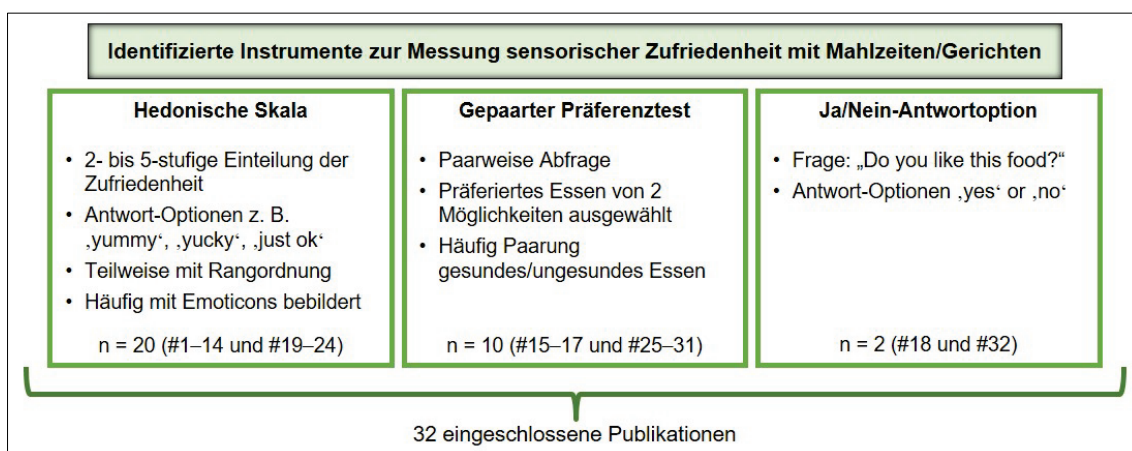 Identifizierte Instrumente zur Messung sensorischer Zufriedenheit mit Mahlzeiten/Gerichten
Hedonische Skala
• 2- bis 5-stufige Einteilung der
Zufriedenheit
• Antwort-Optionen z. B.
‚yummy‘, ‚yucky‘, ‚just ok‘
• Teilweise mit Rangordnung
• Häufig mit Emoticons bebildert
n = 20 (#1–14 und #19–24)
Gepaarter Präferenztest
• Paarweise Abfrage
• Präferiertes Essen von 2
Möglichkeiten ausgewählt
• Häufig Paarung
gesundes/ungesundes Essen
n = 10 (#15–17 und #25–31)
Ja/Nein-Antwortoption
• Frage: „Do you like this food?“
• Antwort-Optionen ‚yes‘ or ‚no‘
n = 2 (#18 und #32)
32 eingeschlossene Publikationen